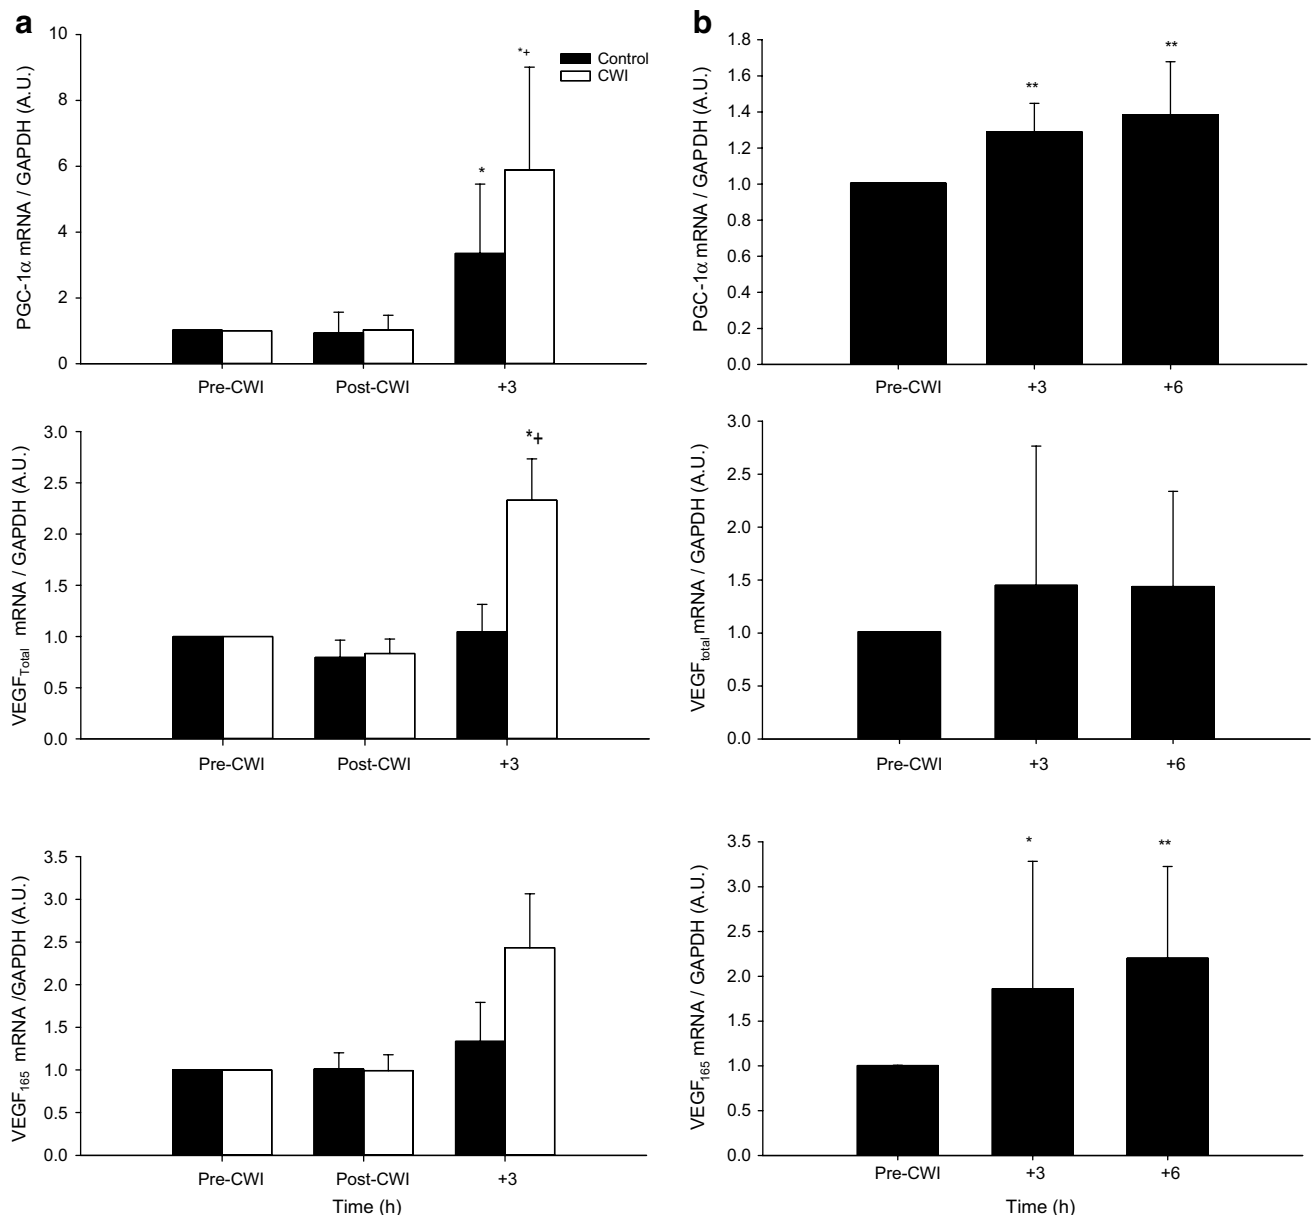 a
PGC-1α mRNA / GAPDH (A.U.)
10
8
6
4
2
0
*
*+
Control
CWI
Pre-CWI Post-CWI +3
VEGFTotal mRNA / GAPDH (A.U.)
3.0
2.5
2.0
1.5
1.0
0.5
0.0
*+
Pre-CWI Post-CWI +3
VEGF165 mRNA /GAPDH (A.U.)
3.5
3.0
2.5
2.0
1.5
1.0
0.5
0.0
Pre-CWI Post-CWI +3
Time (h)
b
PGC-1α mRNA / GAPDH (A.U.)
1.8
1.6
1.4
1.2
1.0
0.8
0.6
0.4
0.2
0.0
**
**
Pre-CWI +3 +6
VEGFtotal mRNA / GAPDH (A.U.)
3.0
2.5
2.0
1.5
1.0
0.5
0.0
Pre-CWI +3 +6
VEGF165 mRNA / GAPDH (A.U.)
3.5
3.0
2.5
2.0
1.5
1.0
0.5
0.0
*
**
Pre-CWI +3 +6
Time (h)